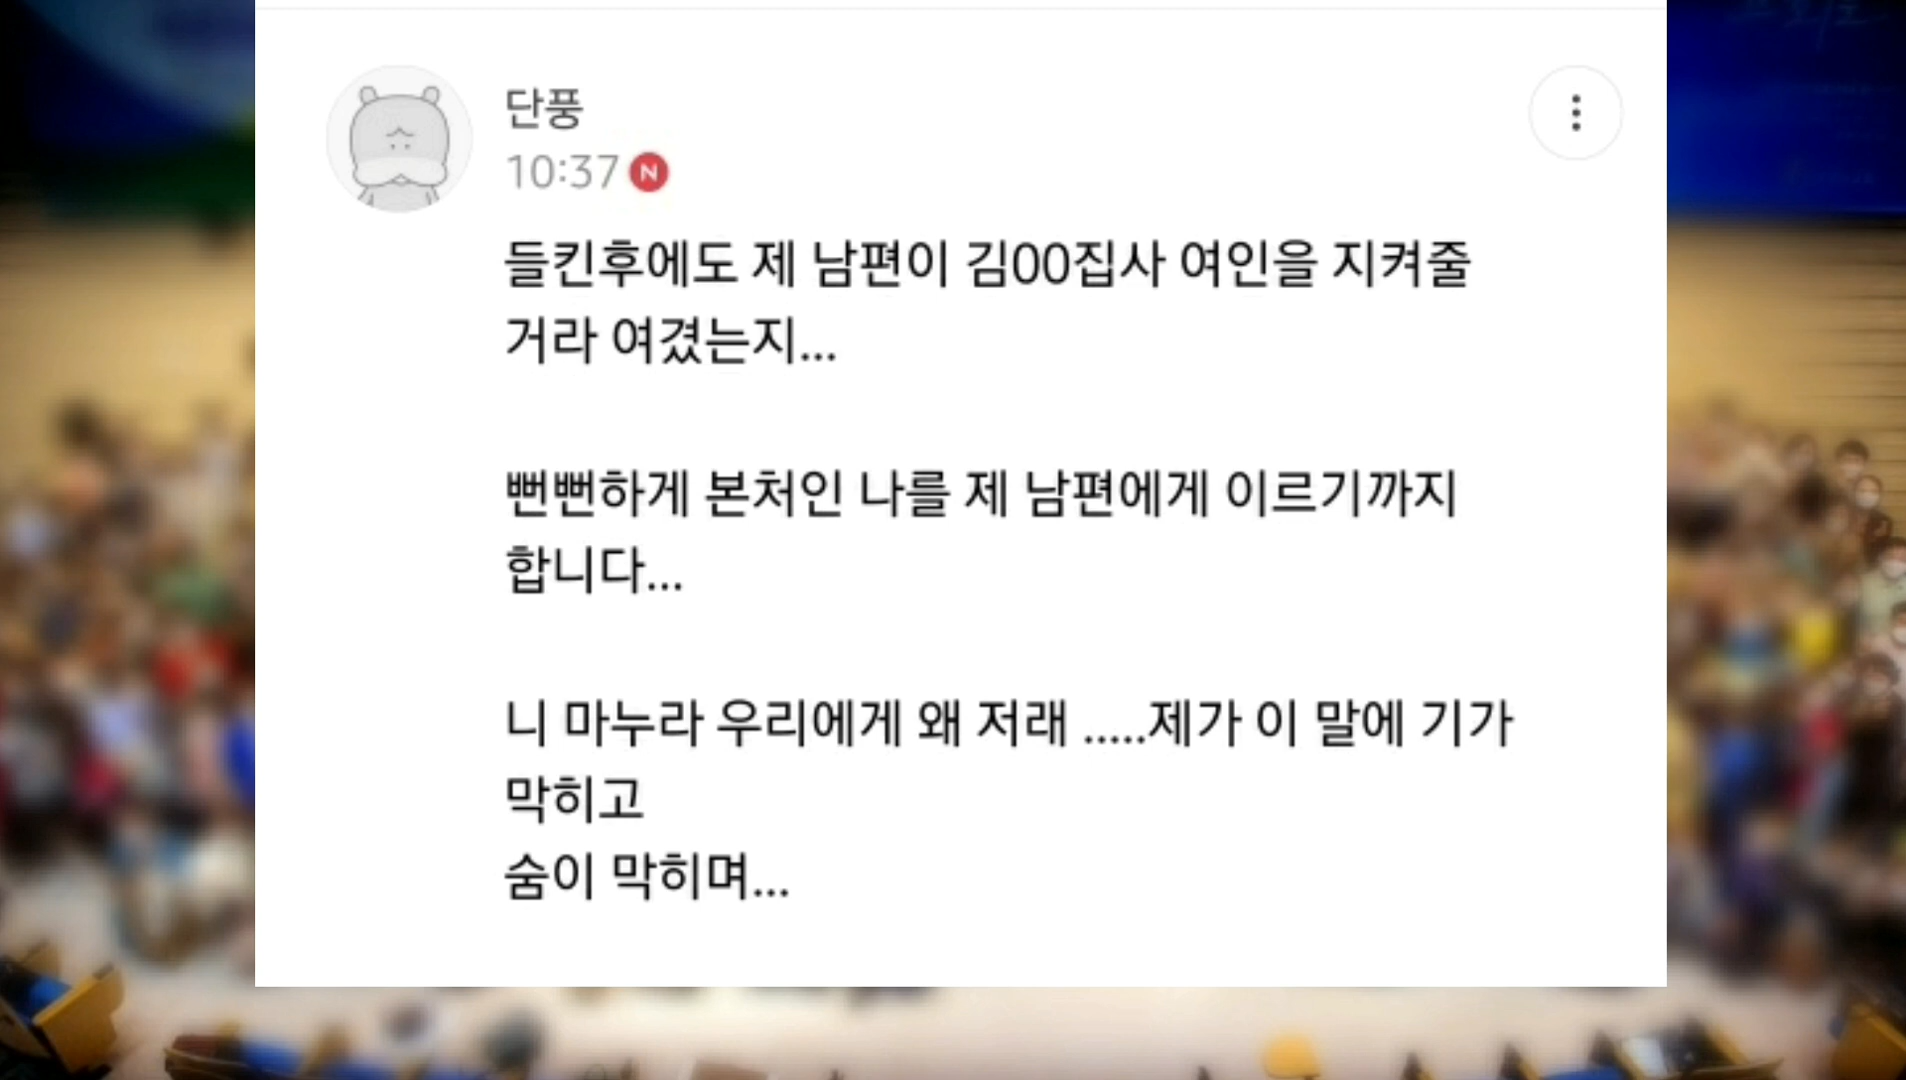 단풍
10:37 N
들킨후에도 제 남편이 김00집사 여인을 지켜줄
거라 여겼는지...
뻔뻔하게 본처인 나를 제 남편에게 이르기까지
합니다...
니 마누라 우리에게 왜 저래 .....제가 이 말에 기가
막히고
숨이 막히며...